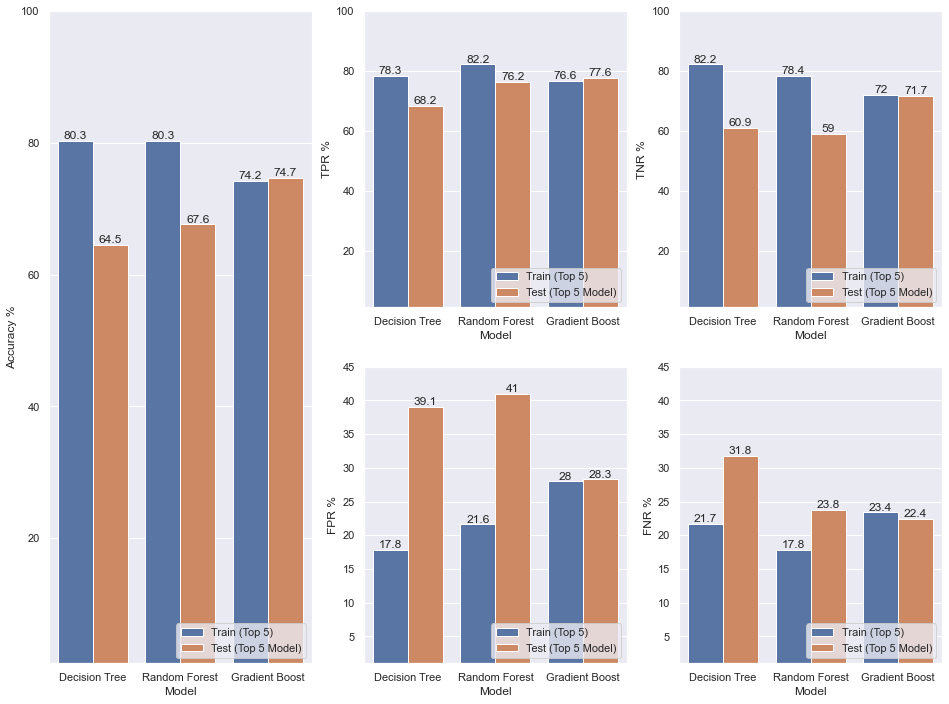 100
80
60
40
20
Accuracy %
80.3
64.5
80.3
67.6
74.2
74.7
Train (Top 5)
Test (Top 5 Model)
Decision Tree
Random Forest
Gradient Boost
Model
100
80
60
40
20
TPR %
78.3
68.2
82.2
76.2
76.6
77.6
Train (Top 5)
Test (Top 5 Model)
Decision Tree
Random Forest
Gradient Boost
Model
100
80
60
40
20
TNR %
82.2
60.9
78.4
59
72
71.7
Train (Top 5)
Test (Top 5 Model)
Decision Tree
Random Forest
Gradient Boost
Model
45
40
35
30
25
20
15
10
5
FPR %
17.8
39.1
21.6
41
28
28.3
Train (Top 5)
Test (Top 5 Model)
Decision Tree
Random Forest
Gradient Boost
Model
45
40
35
30
25
20
15
10
5
FNR %
21.7
31.8
17.8
23.8
23.4
22.4
Train (Top 5)
Test (Top 5 Model)
Decision Tree
Random Forest
Gradient Boost
Model